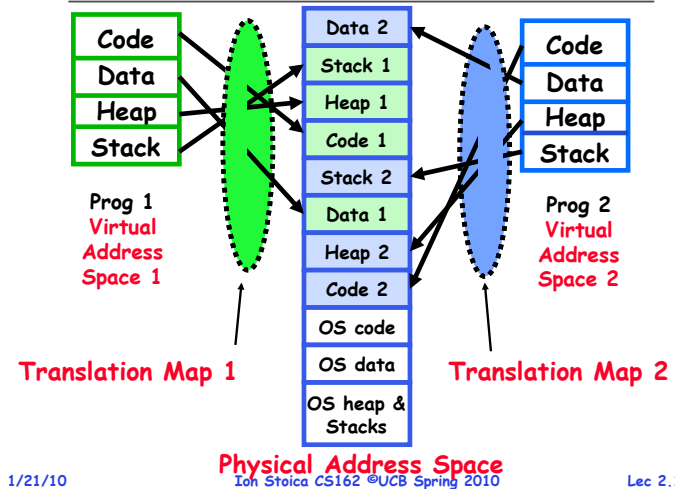 Code
Data
Heap
Stack
Prog 1
Virtual
Address
Space 1
Data 2
Stack 1
Heap 1
Code 1
Stack 2
Data 1
Heap 2
Code 2
OS code
OS data
OS heap &
Stacks
Code
Data
Heap
Stack
Prog 2
Virtual
Address
Space 2
Translation Map 1
Translation Map 2
Physical Address Space
1/21/10
Ion Stoica CS162 ©UCB Spring 2010
Lec 2.